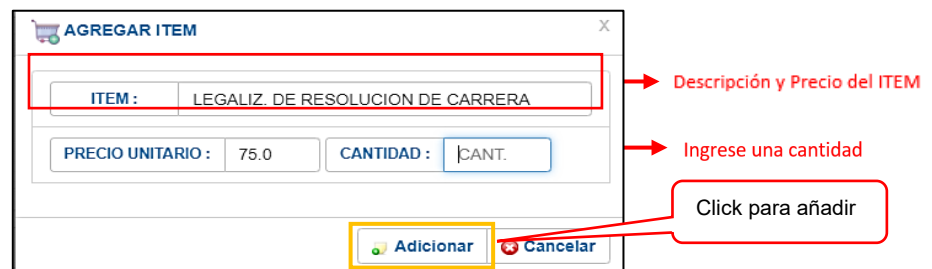 AGREGAR ITEM X
ITEM : LEGALIZ. DE RESOLUCION DE CARRERA
Descripción y Precio del ITEM
PRECIO UNITARIO : 75.0 CANTIDAD : CANT.
Ingrese una cantidad
Click para añadir
Adicionar Cancelar